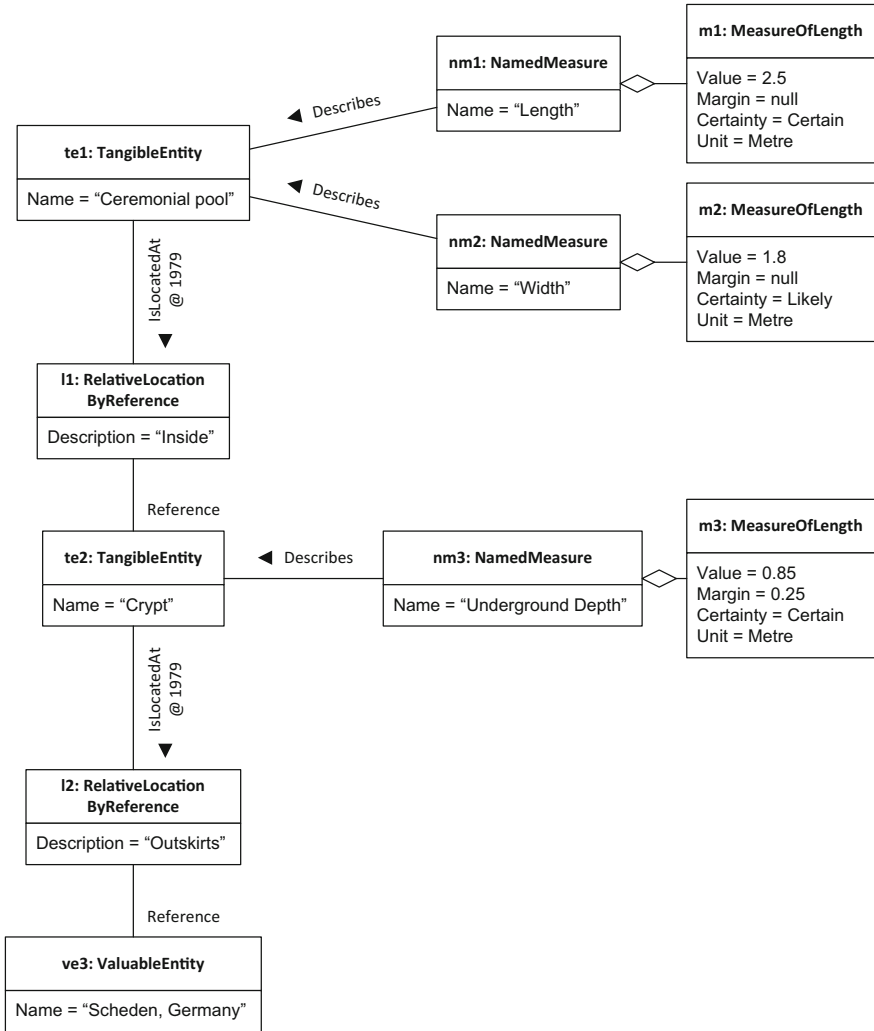 m1: MeasureOfLength
Value = 2.5
Margin = null
Certainty = Certain
Unit = Metre
nm1: NamedMeasure
Name = “Length”
Describes
te1: TangibleEntity
Name = “Ceremonial pool”
Describes
m2: MeasureOfLength
Value = 1.8
Margin = null
Certainty = Likely
Unit = Metre
nm2: NamedMeasure
Name = “Width”
IsLocatedAt
@ 1979
l1: RelativeLocation
ByReference
Description = “Inside”
Reference
te2: TangibleEntity
Name = “Crypt”
Describes
nm3: NamedMeasure
Name = “Underground Depth”
m3: MeasureOfLength
Value = 0.85
Margin = 0.25
Certainty = Certain
Unit = Metre
IsLocatedAt
@ 1979
l2: RelativeLocation
ByReference
Description = “Outskirts”
Reference
ve3: ValuableEntity
Name = “Scheden, Germany”